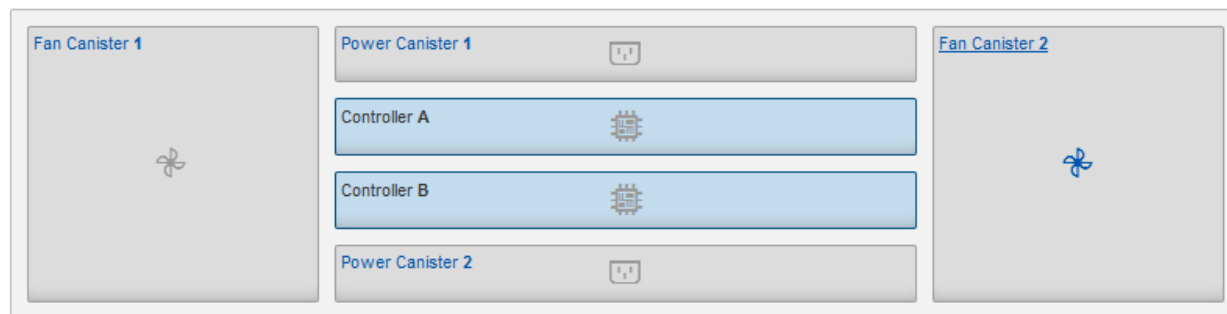 Fan Canister 1
Power Canister 1
Controller A
Controller B
Power Canister 2
Fan Canister 2